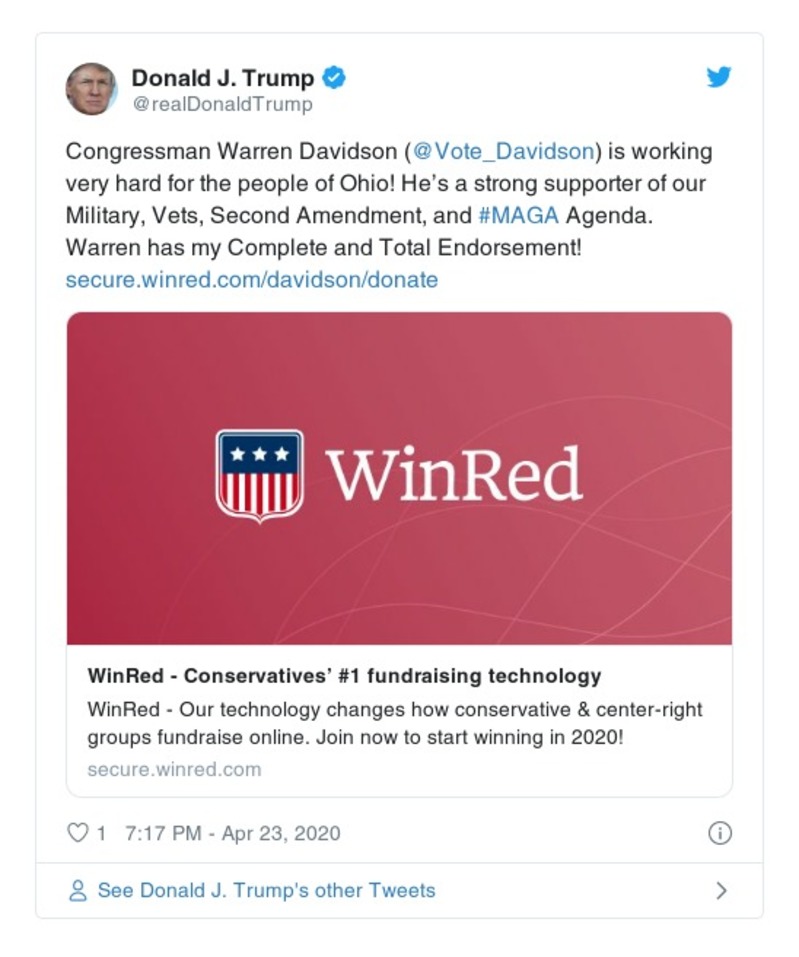 Donald J. Trump
@realDonaldTrump
Congressman Warren Davidson (@Vote_Davidson) is working
very hard for the people of Ohio! He’s a strong supporter of our
Military, Vets, Second Amendment, and #MAGA Agenda.
Warren has my Complete and Total Endorsement!
secure.winred.com/davidson/donate
WinRed
WinRed - Conservatives’ #1 fundraising technology
WinRed - Our technology changes how conservative & center-right
groups fundraise online. Join now to start winning in 2020!
secure.winred.com
1 7:17 PM - Apr 23, 2020
See Donald J. Trump's other Tweets